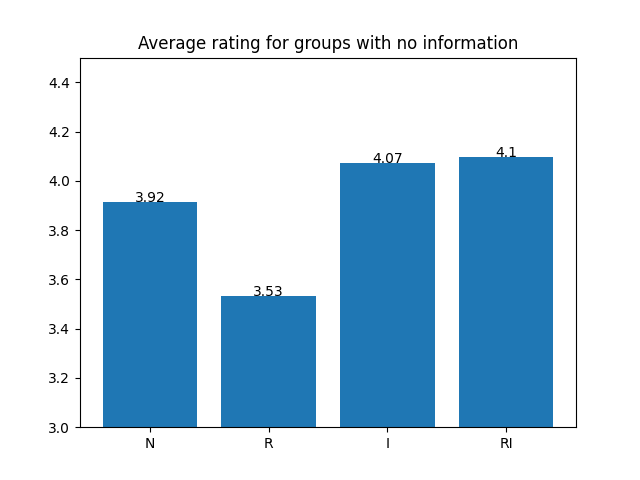 Average rating for groups with no information
4.4
4.2
4.0
3.8
3.6
3.4
3.2
3.0
3.92
3.53
4.07
4.1
N
R
I
RI